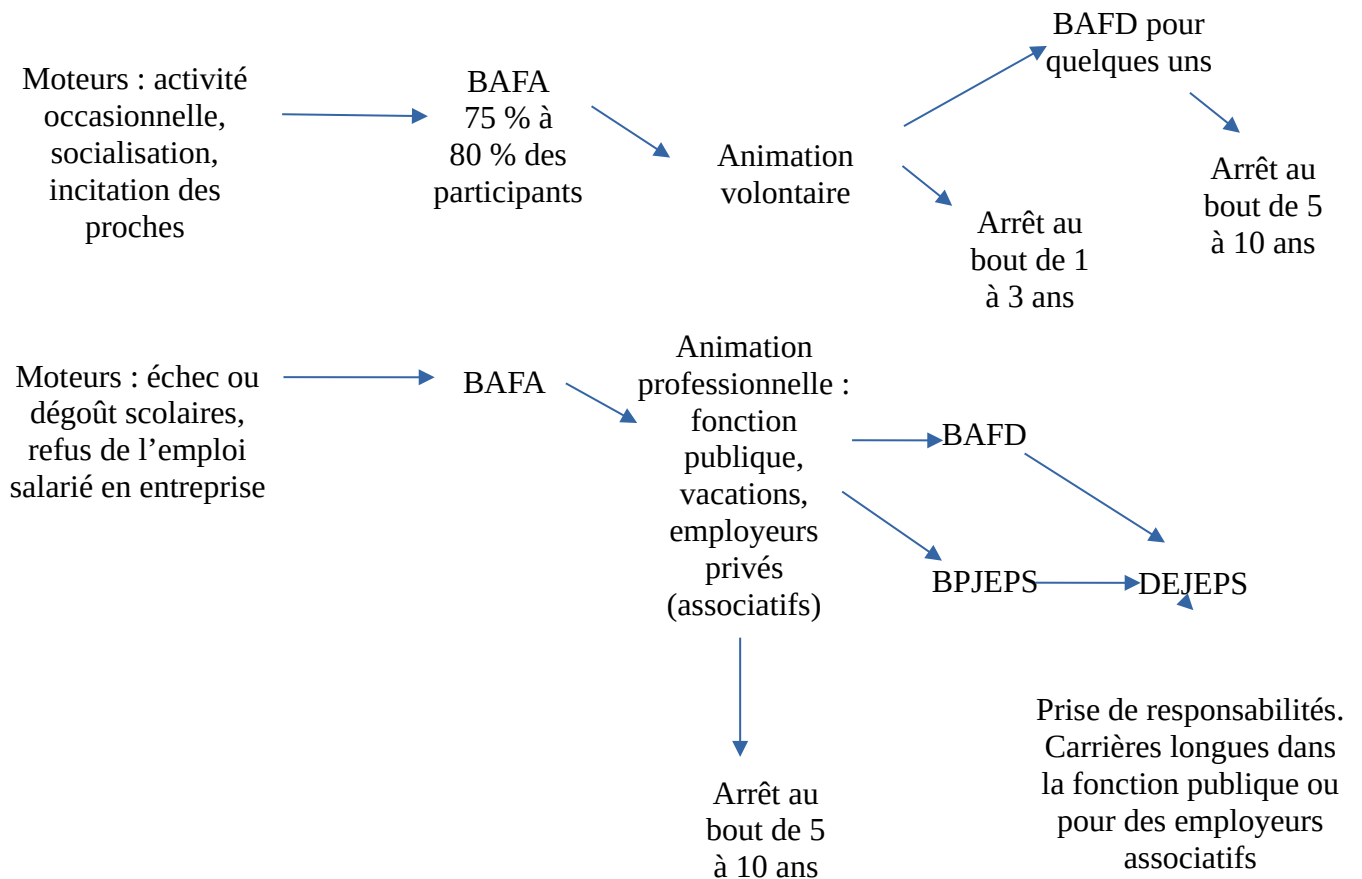 Moteurs : activité
occasionnelle,
socialisation,
incitation des
proches
BAFA
75 % à
80 % des
participants
Animation
volontaire
BAFD pour
quelques uns
Arrêt au
bout de 5
à 10 ans
Arrêt au
bout de 1
à 3 ans
Moteurs : échec ou
dégoût scolaires,
refus de l’emploi
salarié en entreprise
BAFA
Animation
professionnelle :
fonction
publique,
vacations,
employeurs
privés
(associatifs)
BAFD
BPJEPS
DEJEPS
Arrêt au
bout de 5
à 10 ans
Prise de responsabilités.
Carrières longues dans
la fonction publique ou
pour des employeurs
associatifs